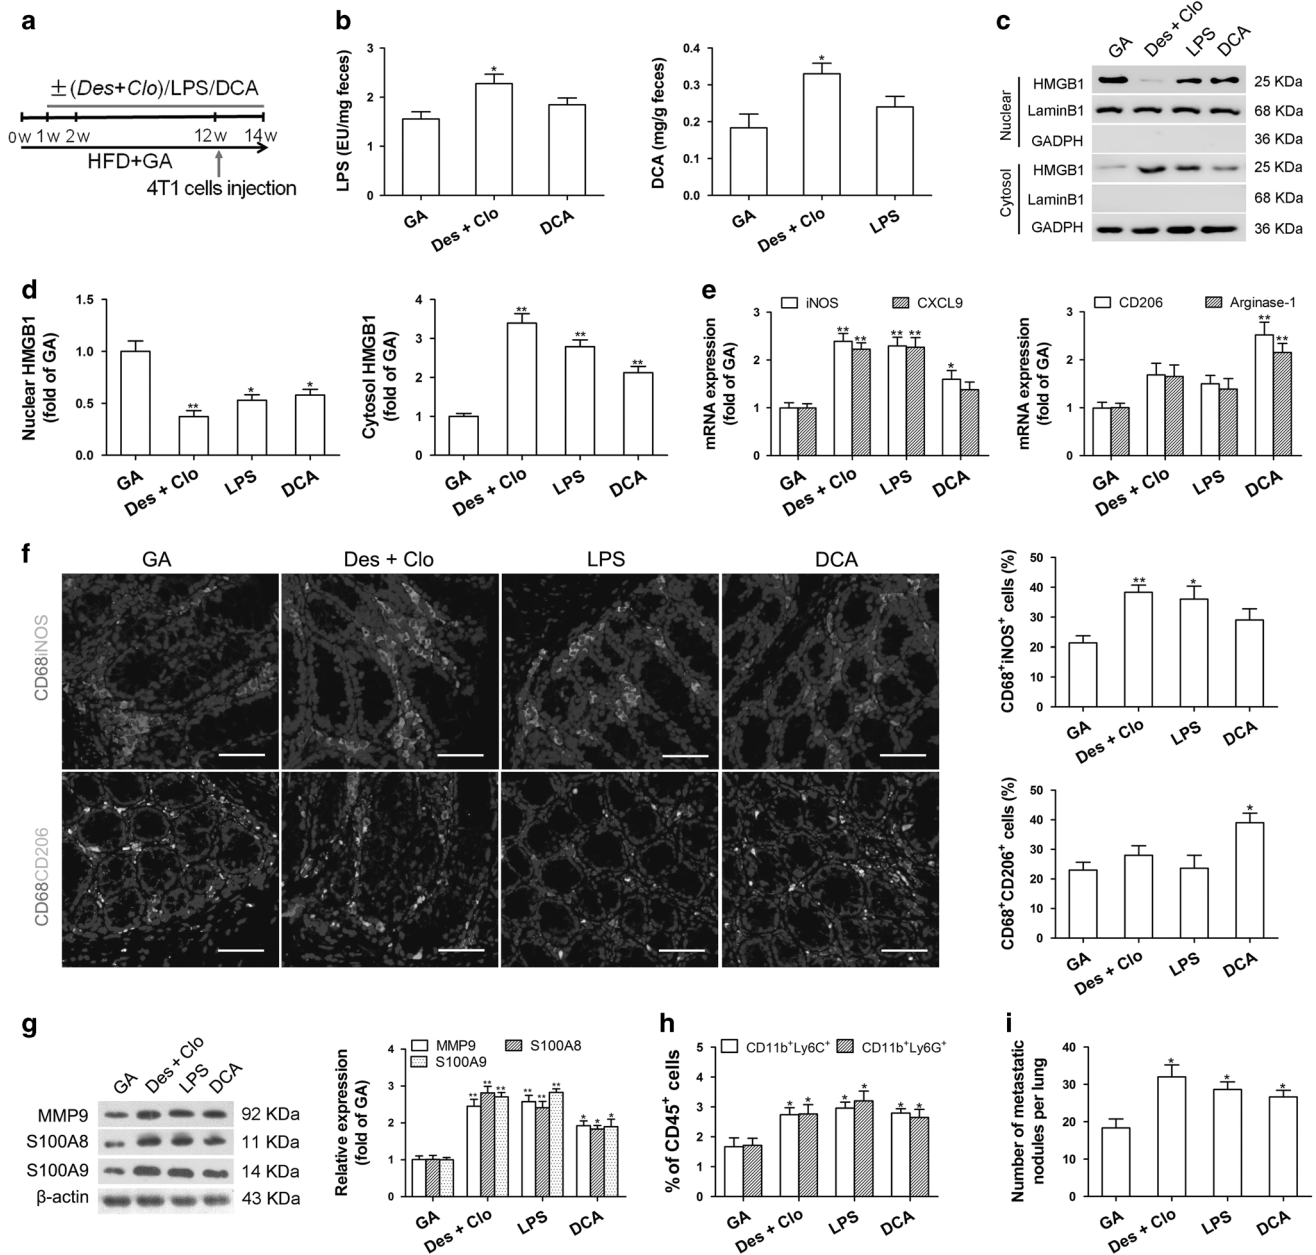 a
±(Des+Clo)/LPS/DCA
0w 1w 2w 12w 14w
HFD+GA
4T1 cells injection
b
LPS (EU/mg feces)
3
2
1
0
*
GA
Des + Clo
DCA
DCA (mg/g feces)
0.4
0.3
0.2
0.1
0.0
*
GA
Des + Clo
LPS
c
GA
Des + Clo
LPS
DCA
Nuclear
HMGB1 25 KDa
LaminB1 68 KDa
GADPH 36 KDa
Cytosol
HMGB1 25 KDa
LaminB1 68 KDa
GADPH 36 KDa
d
Nuclear HMGB1
(fold of GA)
1.5
1.0
0.5
0.0
**
*
*
GA
Des + Clo
LPS
DCA
Cytosol HMGB1
(fold of GA)
4
3
2
1
0
**
**
**
GA
Des + Clo
LPS
DCA
e
iNOS CXCL9
mRNA expression
(fold of GA)
3
2
1
0
** **
** **
*
GA
Des + Clo
LPS
DCA
CD206 Arginase-1
mRNA expression
(fold of GA)
3
2
1
0
** **
GA
Des + Clo
LPS
DCA
f
GA Des + Clo LPS DCA
CD68iNOS
CD68CD206
CD68⁺iNOS⁺ cells (%)
50
40
30
20
10
0
**
*
GA
Des + Clo
LPS
DCA
CD68⁺CD206⁺ cells (%)
50
40
30
20
10
0
*
GA
Des + Clo
LPS
DCA
g
GA
Des + Clo
LPS
DCA
MMP9 92 KDa
S100A8 11 KDa
S100A9 14 KDa
β-actin 43 KDa
MMP9 S100A8
S100A9
Relative expression
(fold of GA)
4
3
2
1
0
** ** **
** ** **
* * *
GA
Des + Clo
LPS
DCA
h
CD11b⁺Ly6C⁺ CD11b⁺Ly6G⁺
% of CD45⁺ cells
5
4
3
2
1
0
* *
* *
* *
GA
Des + Clo
LPS
DCA
i
Number of metastatic
nodules per lung
40
30
20
10
0
*
*
*
GA
Des + Clo
LPS
DCA